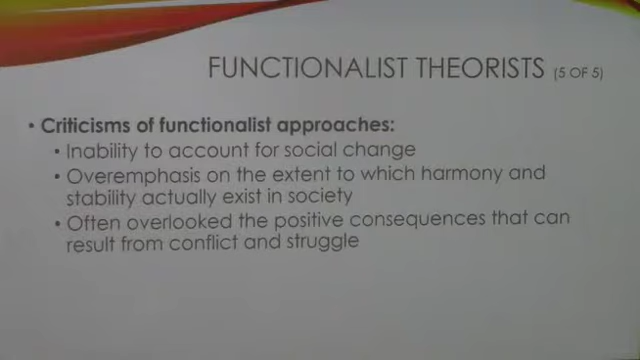 FUNCTIONALIST THEORISTS (5 OF 5)
• Criticisms of functionalist approaches:
• Inability to account for social change
• Overemphasis on the extent to which harmony and
stability actually exist in society
• Often overlooked the positive consequences that can
result from conflict and struggle